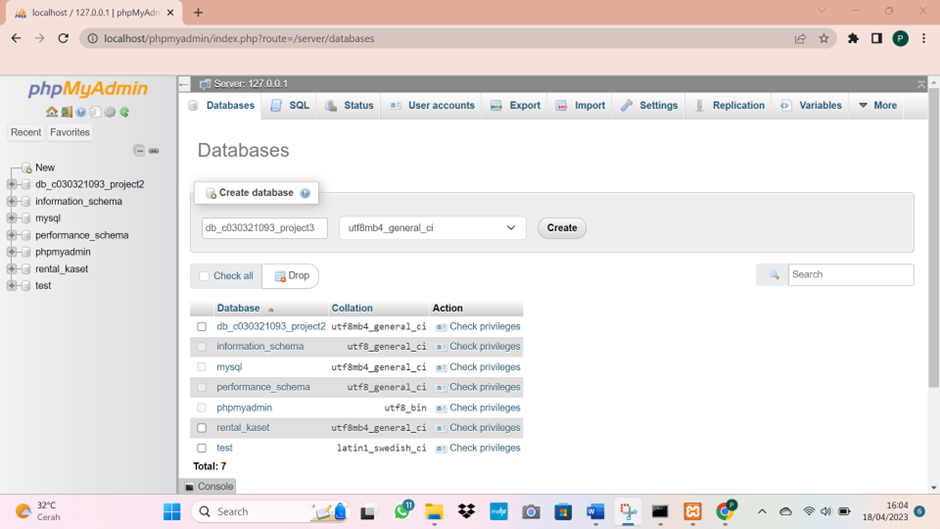 localhost / 127.0.0.1 | phpMyAdm
localhost/phpmyadmin/index.php?route=/server/databases
P
phpMyAdmin
Recent Favorites
New
db_c030321093_project2
information_schema
mysql
performance_schema
phpmyadmin
rental_kaset
test
Server: 127.0.0.1
Databases SQL Status User accounts Export Import Settings Replication Variables More
Databases
Create database
db_c030321093_project3 utf8mb4_general_ci Create
Check all Drop
Search
Database Collation Action
db_c030321093_project2 utf8mb4_general_ci Check privileges
information_schema utf8_general_ci Check privileges
mysql utf8mb4_general_ci Check privileges
performance_schema utf8_general_ci Check privileges
phpmyadmin utf8_bin Check privileges
rental_kaset utf8mb4_general_ci Check privileges
test latin1_swedish_ci Check privileges
Total: 7
Console
32°C
Cerah
Search
11
16:04
18/04/2023
6